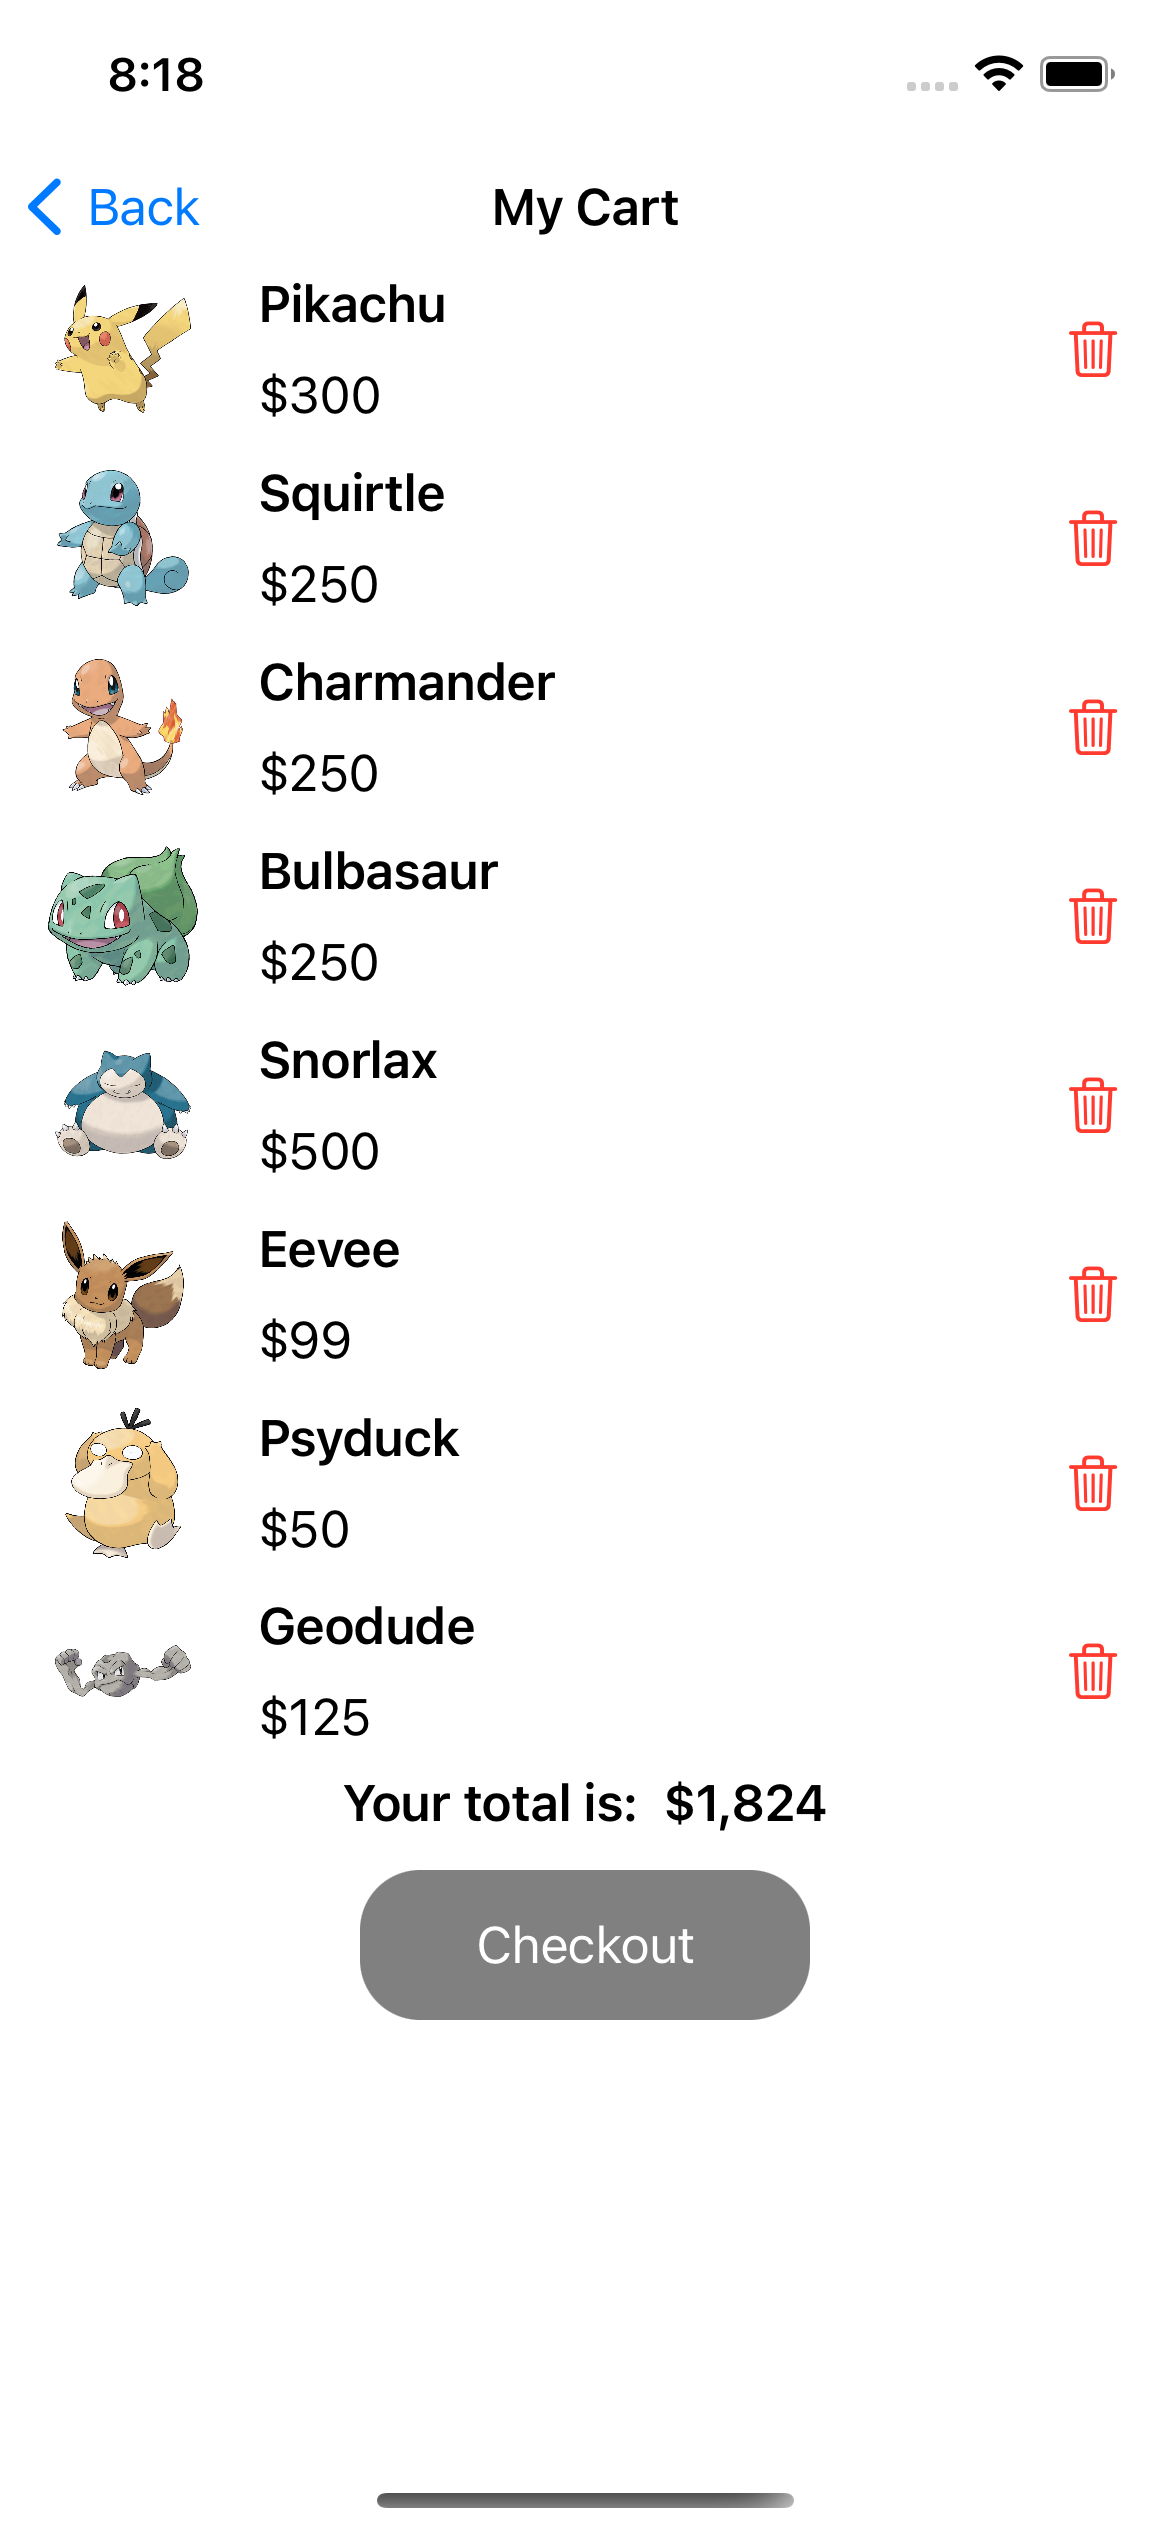 8:18
Back
My Cart
Pikachu
$300
Squirtle
$250
Charmander
$250
Bulbasaur
$250
Snorlax
$500
Eevee
$99
Psyduck
$50
Geodude
$125
Your total is: $1,824
Checkout